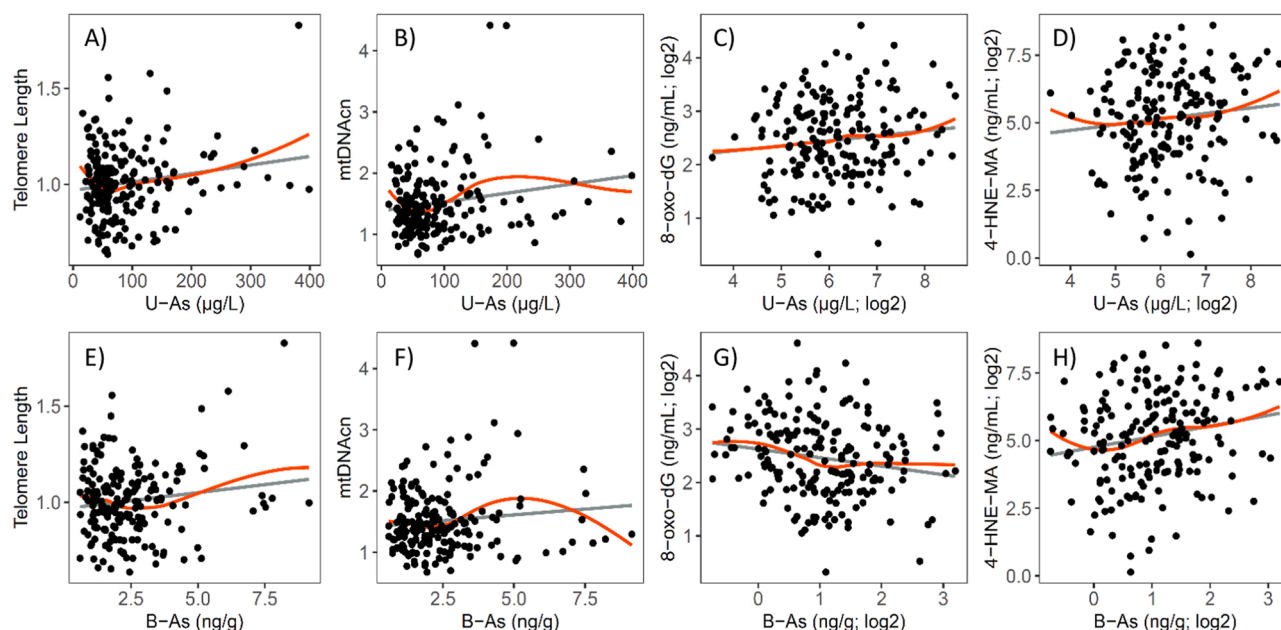 A)
Telomere Length
1.5
1.0
0 100 200 300 400
U−As (µg/L)
B)
mtDNAcn
4
3
2
1
0 100 200 300 400
U−As (µg/L)
C)
8−oxo−dG (ng/mL; log2)
4
3
2
1
4 5 6 7 8
U−As (µg/L; log2)
D)
4−HNE−MA (ng/mL; log2)
7.5
5.0
2.5
0.0
4 5 6 7 8
U−As (µg/L; log2)
E)
Telomere Length
1.5
1.0
2.5 5.0 7.5
B−As (ng/g)
F)
mtDNAcn
4
3
2
1
2.5 5.0 7.5
B−As (ng/g)
G)
8−oxo−dG (ng/mL; log2)
4
3
2
1
0 1 2 3
B−As (ng/g; log2)
H)
4−HNE−MA (ng/mL; log2)
7.5
5.0
2.5
0.0
0 1 2 3
B−As (ng/g; log2)